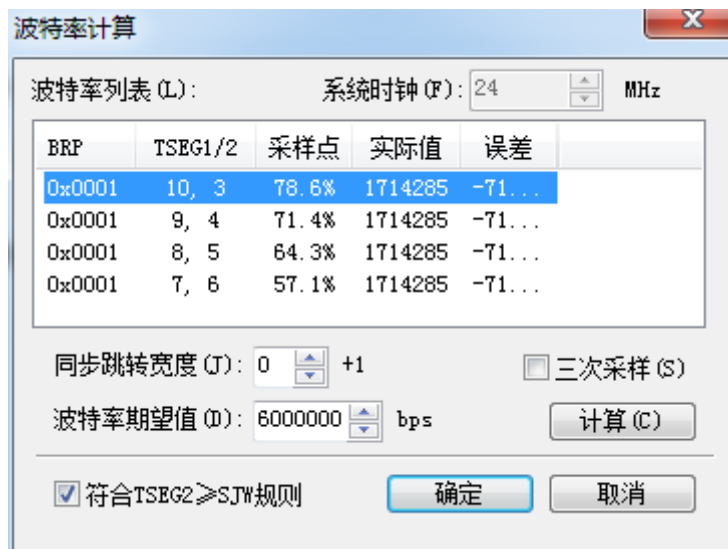 波特率计算
波特率列表(L): 系统时钟(F): 24 MHz
BRP TSEG1/2 采样点 实际值 误差
0x0001 10, 3 78.6% 1714285 -71...
0x0001 9, 4 71.4% 1714285 -71...
0x0001 8, 5 64.3% 1714285 -71...
0x0001 7, 6 57.1% 1714285 -71...
同步跳转宽度(J): 0 +1 三次采样(S)
波特率期望值(D): 6000000 bps 计算(C)
符合TSEG2≥SJW规则 确定 取消